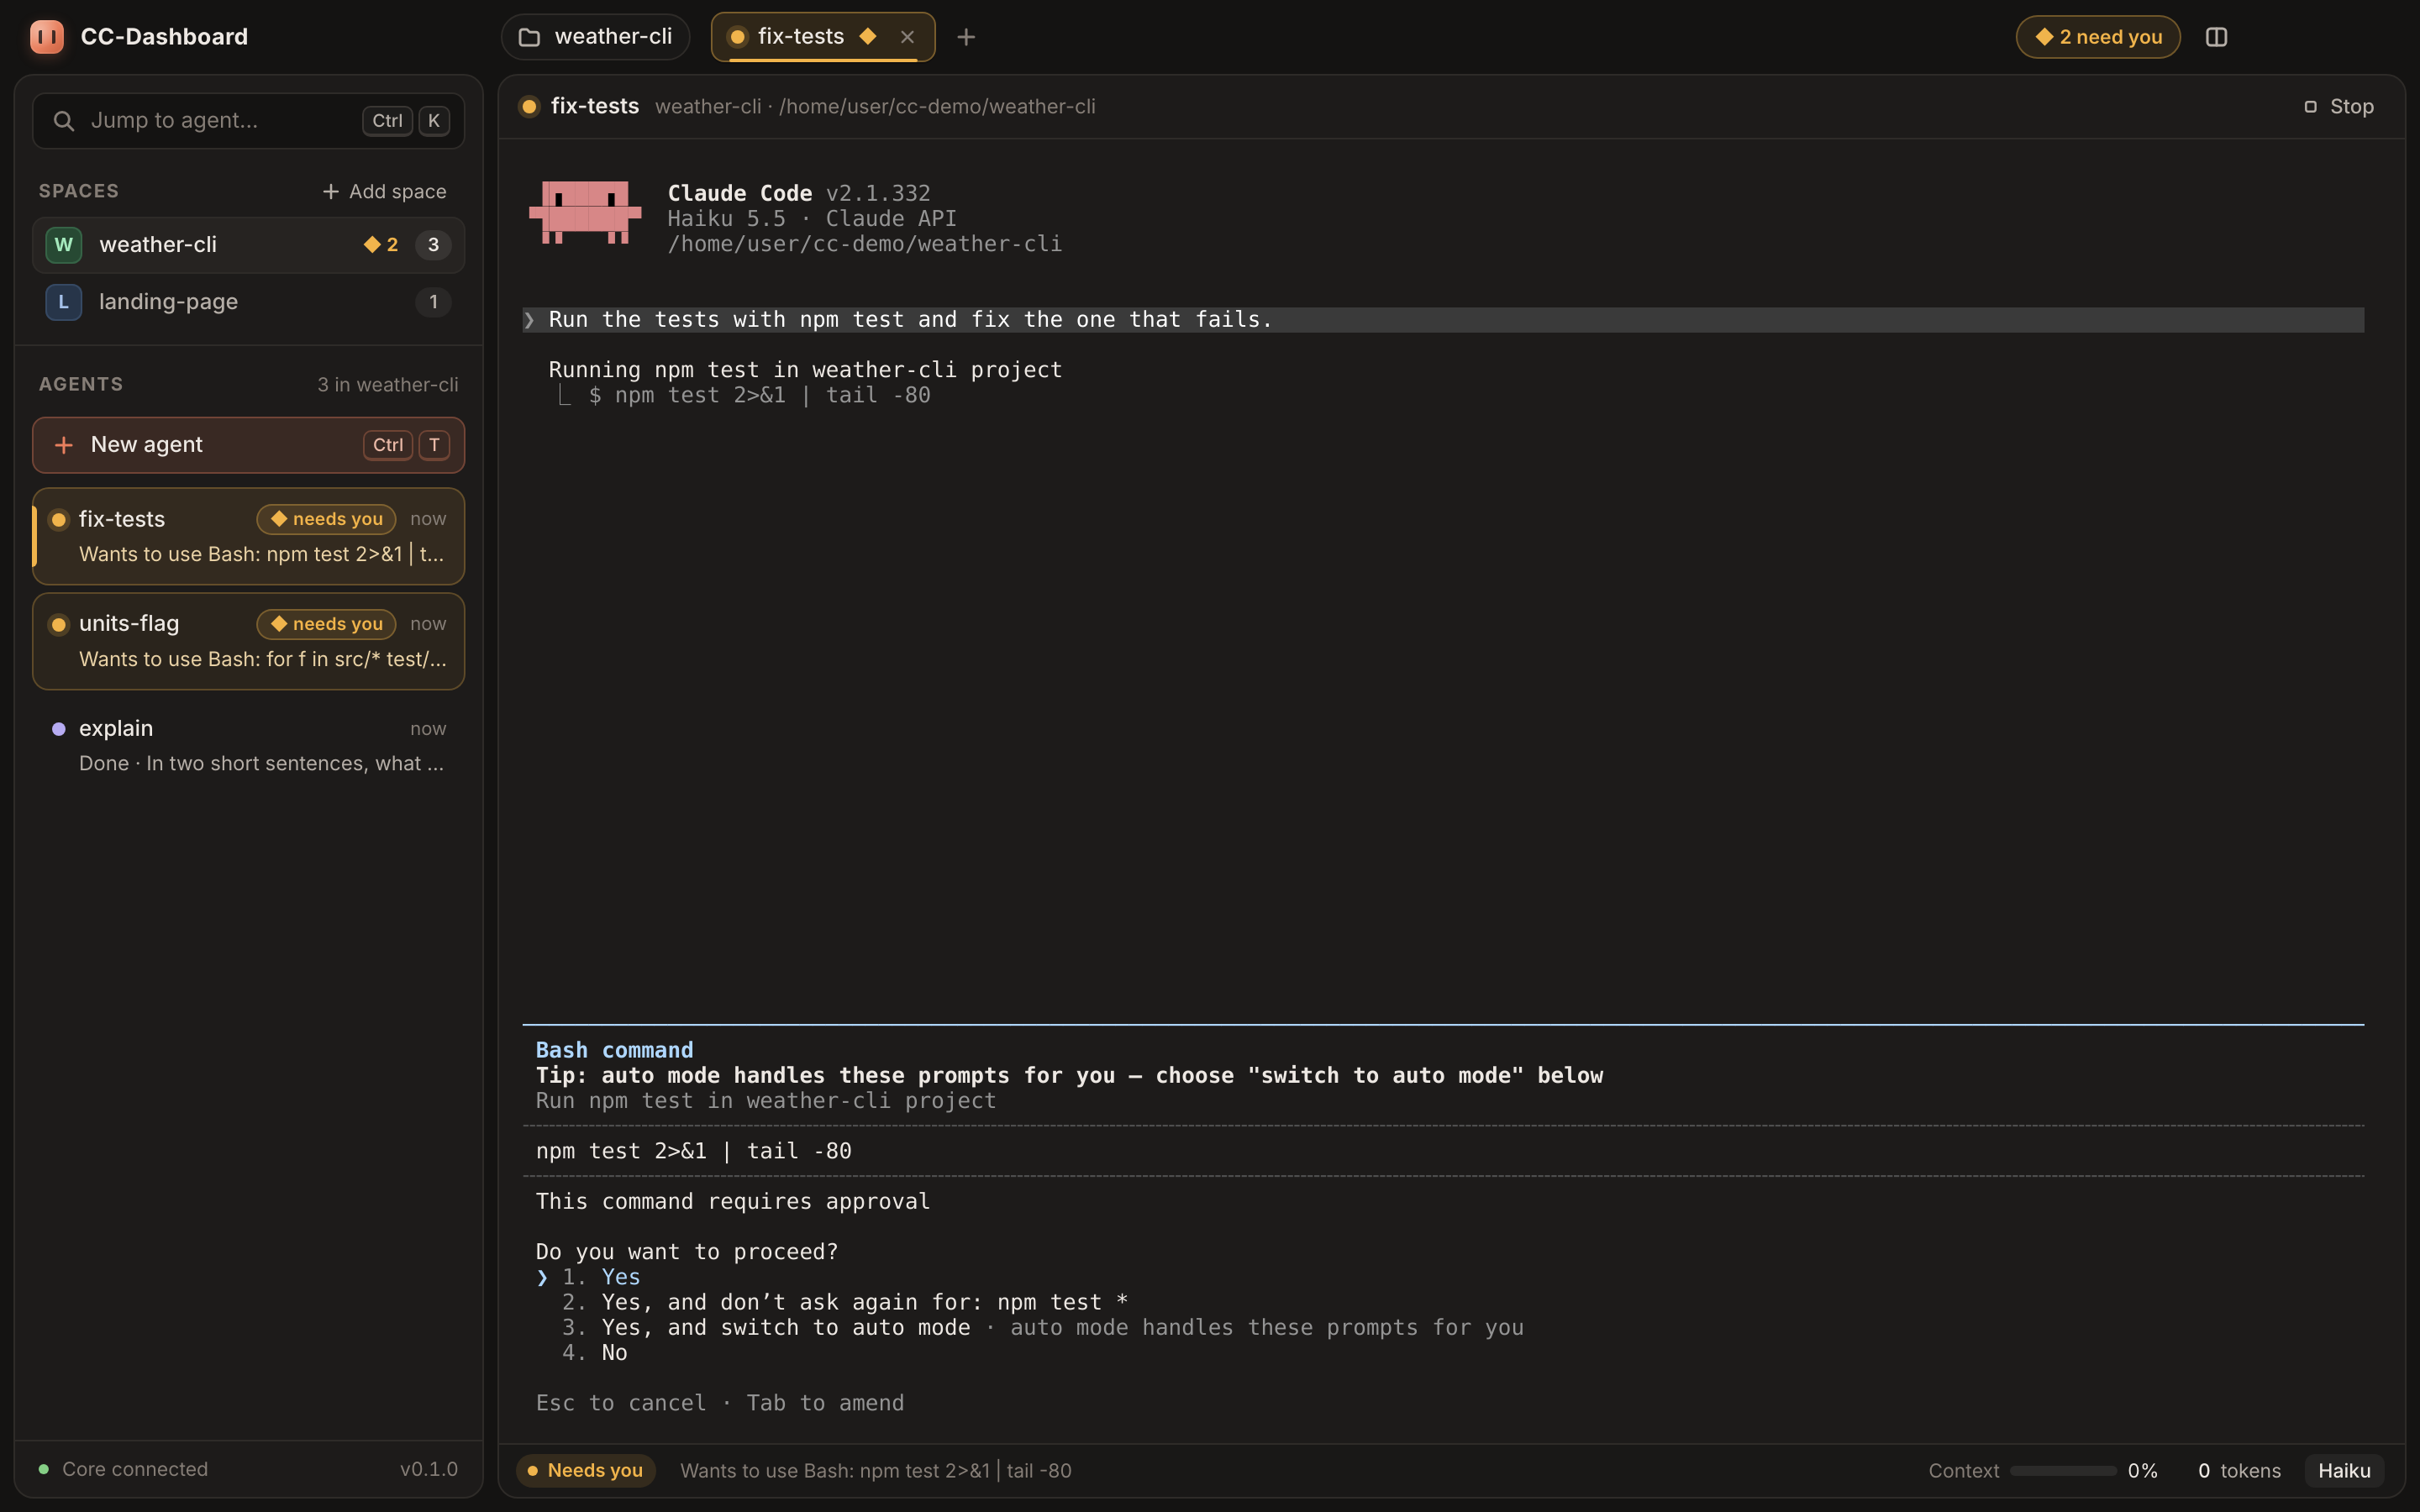 CC-Dashboard
weather-cli
fix-tests
2 need you
Jump to agent...
Ctrl K
SPACES
Add space
W weather-cli 2 3
L landing-page 1
AGENTS
3 in weather-cli
New agent
Ctrl T
fix-tests
needs you
now
Wants to use Bash: npm test 2>&1 | t...
units-flag
needs you
now
Wants to use Bash: for f in src/* test/...
explain
now
Done · In two short sentences, what ...
Core connected
v0.1.0
fix-tests weather-cli · /home/user/cc-demo/weather-cli
Stop
Claude Code v2.1.332
Haiku 5.5 · Claude API
/home/user/cc-demo/weather-cli
❯ Run the tests with npm test and fix the one that fails.
Running npm test in weather-cli project
⎿ $ npm test 2>&1 | tail -80
Bash command
Tip: auto mode handles these prompts for you — choose "switch to auto mode" below
Run npm test in weather-cli project
npm test 2>&1 | tail -80
This command requires approval
Do you want to proceed?
❯ 1. Yes
2. Yes, and don’t ask again for: npm test *
3. Yes, and switch to auto mode · auto mode handles these prompts for you
4. No
Esc to cancel · Tab to amend
Needs you
Wants to use Bash: npm test 2>&1 | tail -80
Context 0%
0 tokens
Haiku